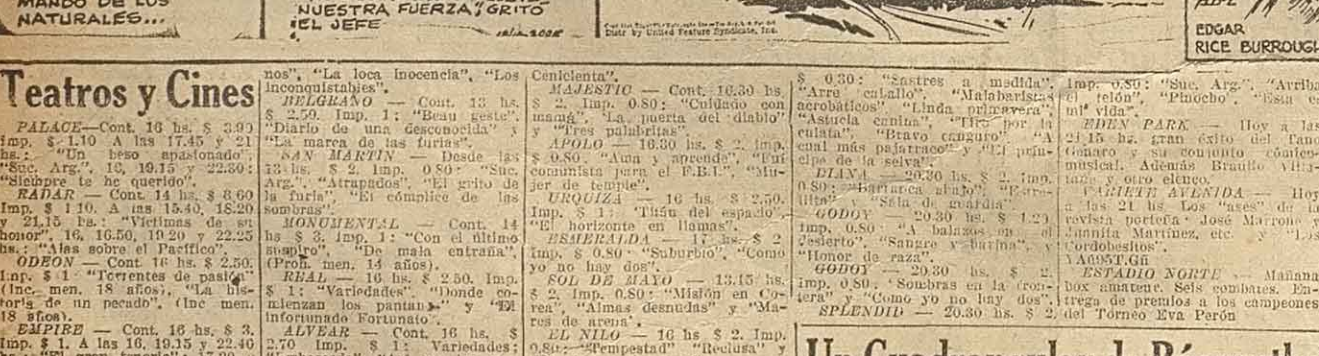 MANDO DE LOS
NATURALES...
NUESTRA FUERZA, GRITO
EL JEFE
Distr by United Feature Syndicate, Inc.
EDGAR
RICE BURROUGH
Teatros y Cines
PALACE—Cont. 16 hs. $ 3.90
imp. $ 1.10 A las 17.45 y 21
hs.: "Un beso apasionado",
"Suc. Arg.", 16, 19.15 y 22.30:
"Siempre te he querido".
RADAR — Cont. 14 hs. $ 8,60
Imp. $ 1.10. A las 15.40, 18.20
y 21.15 hs.: "Victimas de su
honor", 16, 16.50, 19.20 y 22.25
hs.: "Alas sobre el Pacífico".
ODEON — Cont. 16 hs. $ 2.50.
Imp. $ 1 "Torrentes de pasión"
(Inc. men. 18 años), "La his-
toria de un pecado". (Inc men.
18 años).
EMPIRE — Cont. 16 hs. $ 3.
Imp. $ 1. A las 16, 19.15 y 22.40
nos", "La loca inocencia", "Los
inconquistables".
BELGRANO — Cont. 13 hs.
$ 2.50. Imp. 1: "Beau geste".
"Diario de una desconocida" y
"La marca de las furias".
SAN MARTIN — Desde las
13 hs. $ 2. Imp. 0.80: "Suc.
Arg.", "Atrapados", "El grito de
la furia", "El cómplice de las
sombras".
MONUMENTAL — Cont. 14
hs $ 3. Imp. 1: "Con el último
suspiro", "De mala entraña".
(Proh. men. 14 años).
REAL — 16 hs. $ 2.50. Imp.
$ 1: "Variedades", "Donde co-
mienzan los pantanos" y "El
infortunado Fortunato".
ALVEAR — Cont. 16 hs. $
2.70 Imp. $ 1: Variedades;
Cenicienta".
MAJESTIC — Cont. 16.30 hs.
$ 2. Imp. 0.80: "Cuidado con
mamá", "La puerta del diablo"
y "Tres palabritas".
APOLO — 16.30 hs. $ 2. Imp.
$ 0.80. "Ama y aprende", "Fui
comunista para el F.B.I.", "Mu-
jer de temple".
URQUIZA — 16 hs. $ 2.50.
Imp. $ 1: "Titán del espado",
"El horizonte en llamas".
ESMERALDA — 17 hs. $ 2
Imp. $ 0.80: "Suburbio", "Como
yo no hay dos".
SOL DE MAYO — 13.15 hs.
$ 2. Imp. 0.80: "Misión en Co-
rea", "Almas desnudas" y "Ma-
res de arena".
EL NILO — 16 hs $ 2. Imp.
0.80: "Tempestad" "Reclusa" y
$ 0.30: "Sastres a medida",
"Arre caballo", "Malabaristas
acrobáticos", "Linda primavera",
"Astucia canina", "por la
culata", "Bravo canguro" "A
cual más pajatraco" y "El prín-
cipe de la selva".
DIANA — 20.30 hs. $ 2. Imp.
0.80: "Barranca abajo", "Estre-
llita" y "Sala de guardia"
GODOY — 20.30 hs. $ 1.20.
Imp. 0.80: "A balazos en el
desierto", "Sangre y harina", y
"Honor de raza".
GODOY — 20.30 hs. $ 2.
imp. 0.80: "Sombras en la fron-
tera" y "Como yo no hay dos".
SPLENDID — 20.30 hs. $ 2.
Imp. 0.80: "Suc. Arg.", "Arriba
el telón", "Pinocho", "Esta es
mi vida".
EDEN PARK — Hoy a las
21.15 hs. gran éxito del Tano
Genaro y su conjunto cómico-
musical. Además Braulio
y otro elenco.
VARIETE AVENIDA — Hoy
a las 21 hs. Los "ases" de la
revista porteña: José Marrone y
Juanita Martínez, etc. y "Los
Cordobesitos".
YA095T.Gñ
ESTADIO NORTE — Mañana
box amateur. Seis combates. En-
trega de premios a los campeones
del Torneo Eva Perón